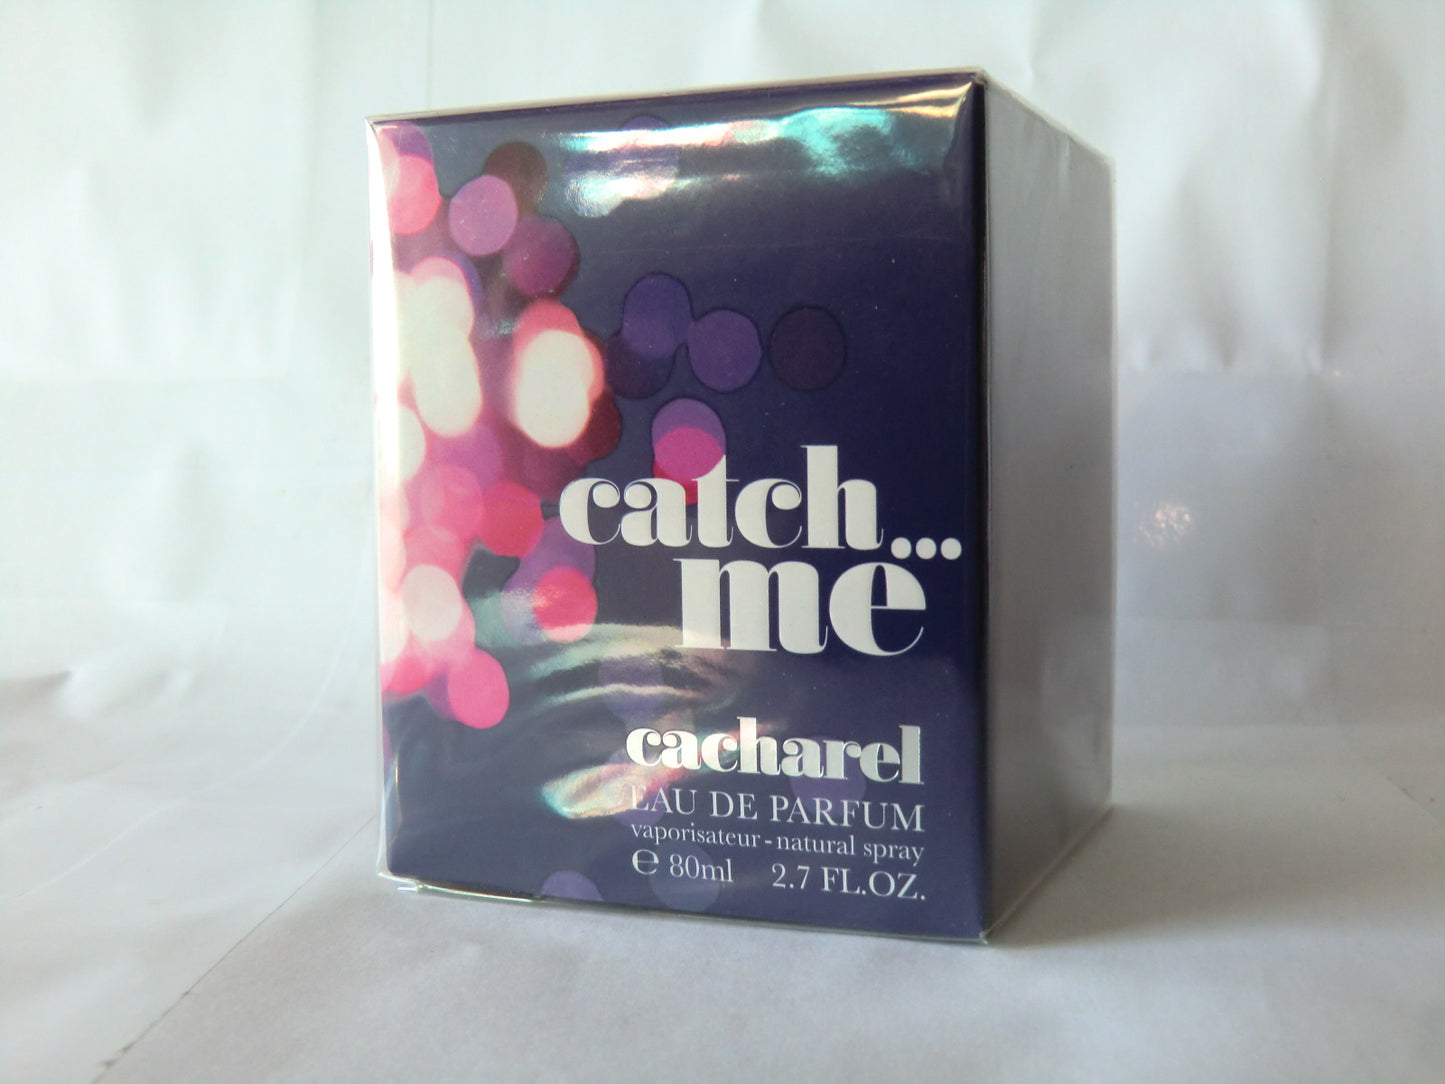 catch...
me
cacharel
EAU DE PARFUM
vaporisateur - natural spray
℮ 80ml 2.7 FL.OZ.